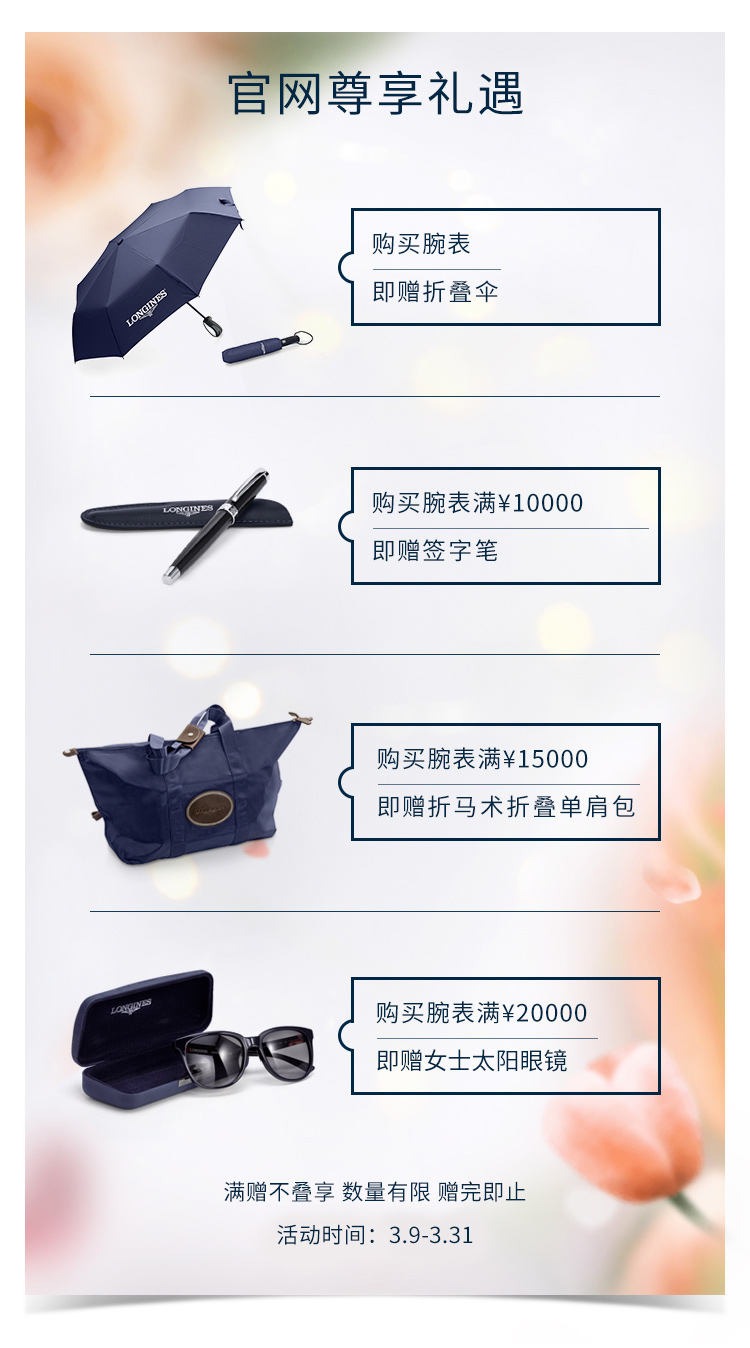 官网尊享礼遇
LONGINES
购买腕表
即赠折叠伞
LONGINES
购买腕表满¥10000
即赠签字笔
购买腕表满¥15000
即赠折马术折叠单肩包
LONGINES
购买腕表满¥20000
即赠女士太阳眼镜
满赠不叠享 数量有限 赠完即止
活动时间：3.9-3.31